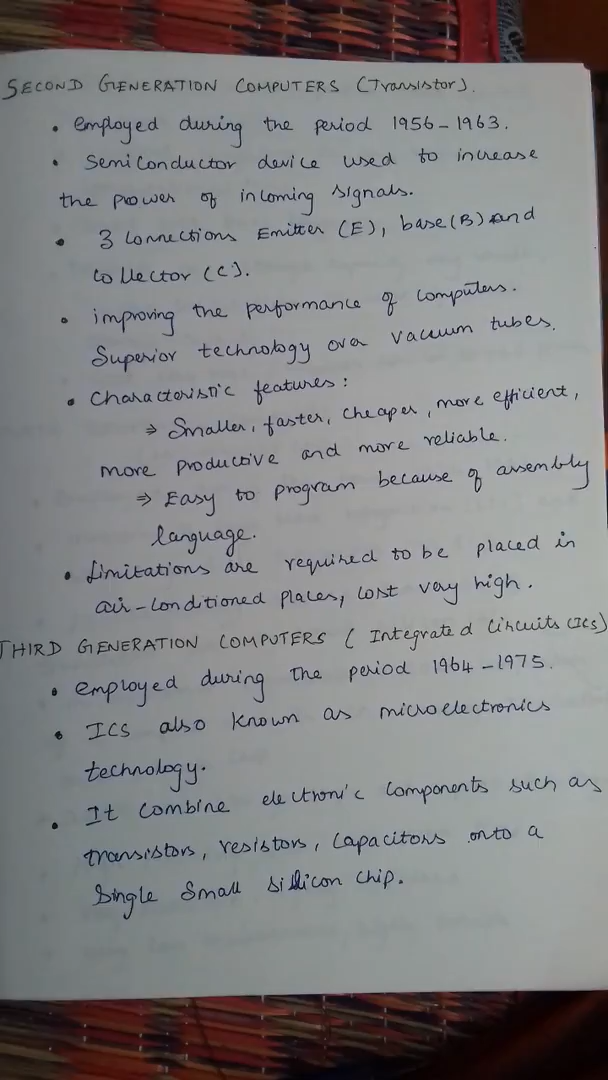 SECOND GENERATION COMPUTERS (Transistor).
• employed during the period 1956-1963.
• Semiconductor device used to increase
the power of incoming signals.
• 3 Connections Emitter (E), base(B) and
collector (C).
• improving the performance of computers.
Superior technology over vacuum tubes.
• Characteristic features:
⇒ Smaller, faster, cheaper, more efficient,
more productive and more reliable.
⇒ Easy to program because of assembly
language.
• Limitations are required to be placed in
air-conditioned places, cost very high.
THIRD GENERATION COMPUTERS (Integrated Circuits (ICs)
• employed during the period 1964-1975.
• ICS also known as microelectronics
technology.
• It combine electronic components such as
transistors, resistors, capacitors onto a
Single Small silicon chip.